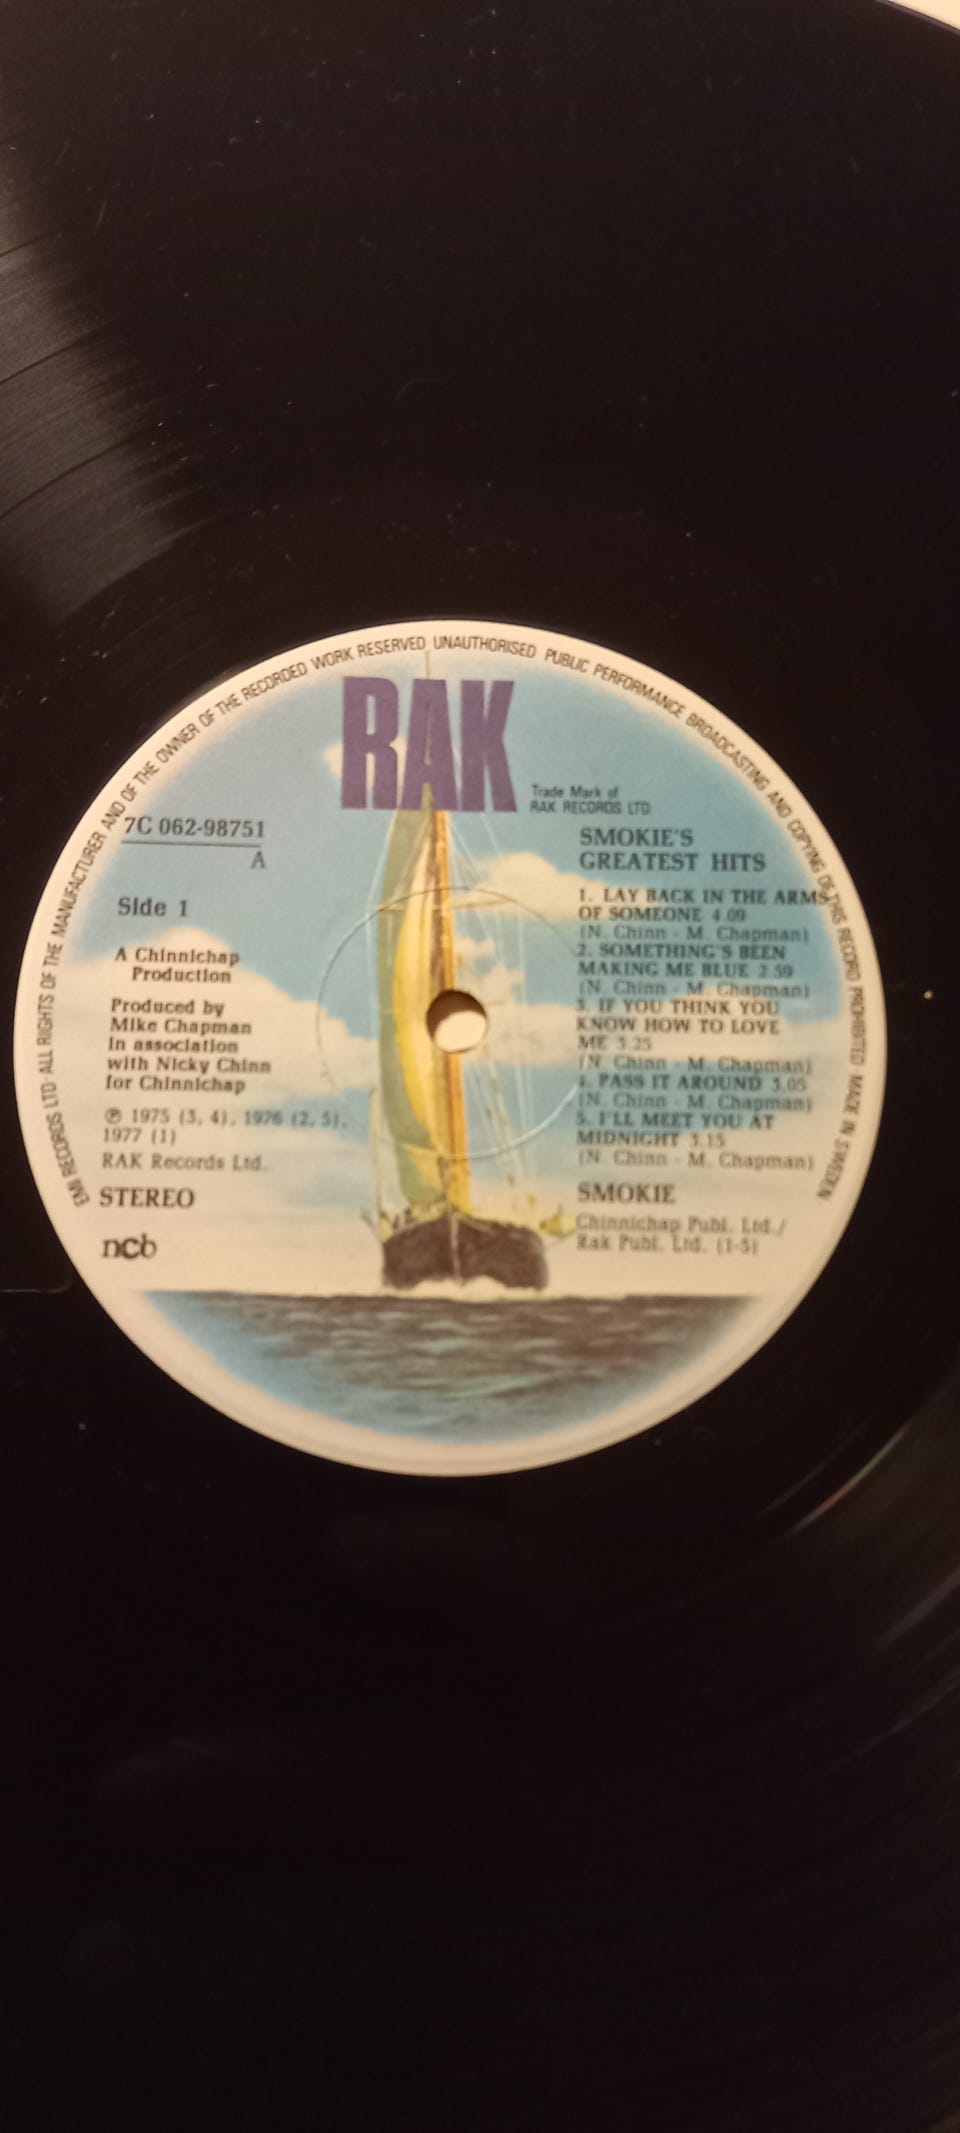 EMI RECORDS LTD· ALL RIGHTS OF THE MANUFACTURER AND OF THE OWNER OF THE RECORDED WORK RESERVED UNAUTHORISED PUBLIC PERFORMANCE BROADCASTING AND COPYING OF THIS RECORD PROHIBITED MADE IN SWEDEN
RAK
Trade Mark of
RAK RECORDS LTD
7C 062-98751
A
Side 1
A Chinnichap
Production
Produced by
Mike Chapman
in association
with Nicky Chinn
for Chinnichap
℗ 1975 (3, 4), 1976 (2, 5),
1977 (1)
RAK Records Ltd.
STEREO
ncb
SMOKIE'S
GREATEST HITS
1. LAY BACK IN THE ARMS
OF SOMEONE 4.09
(N. Chinn - M. Chapman)
2. SOMETHING'S BEEN
MAKING ME BLUE 2.59
(N. Chinn - M. Chapman)
3. IF YOU THINK YOU
KNOW HOW TO LOVE
ME 3.25
(N. Chinn - M. Chapman)
4. PASS IT AROUND 3.05
(N. Chinn - M. Chapman)
5. I'LL MEET YOU AT
MIDNIGHT 3.15
(N. Chinn - M. Chapman)
SMOKIE
Chinnichap Publ. Ltd./
Rak Publ. Ltd. (1-5)